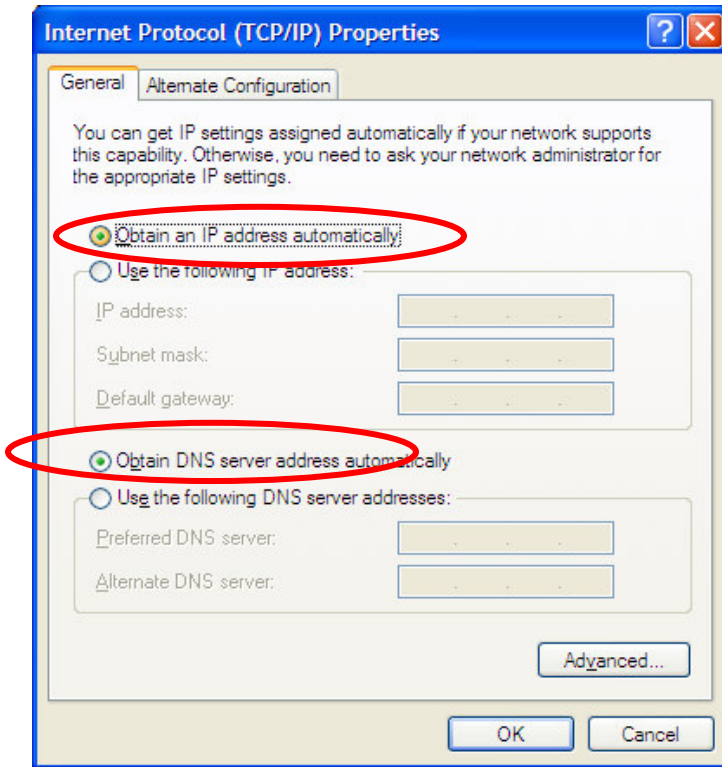 Internet Protocol (TCP/IP) Properties
General Alternate Configuration
You can get IP settings assigned automatically if your network supports
this capability. Otherwise, you need to ask your network administrator for
the appropriate IP settings.
Obtain an IP address automatically
Use the following IP address:
IP address:
Subnet mask:
Default gateway:
Obtain DNS server address automatically
Use the following DNS server addresses:
Preferred DNS server:
Alternate DNS server:
Advanced...
OK Cancel